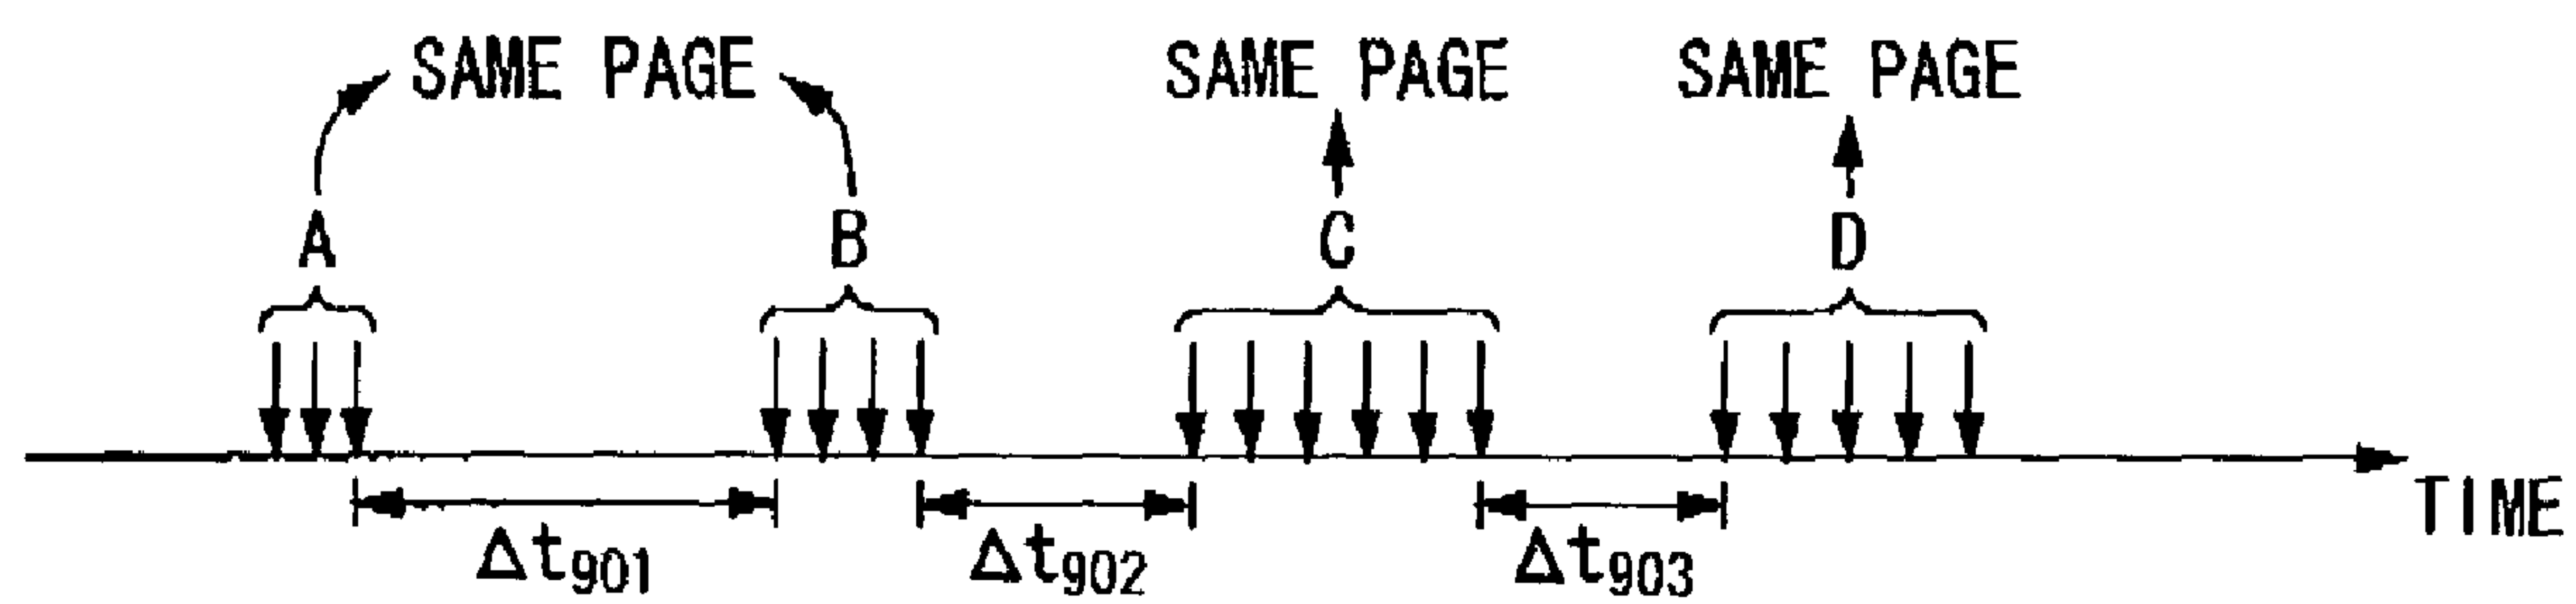 SAME PAGE SAME PAGE SAME PAGE
A B C D
TIME
Δt901 Δt902 Δt903